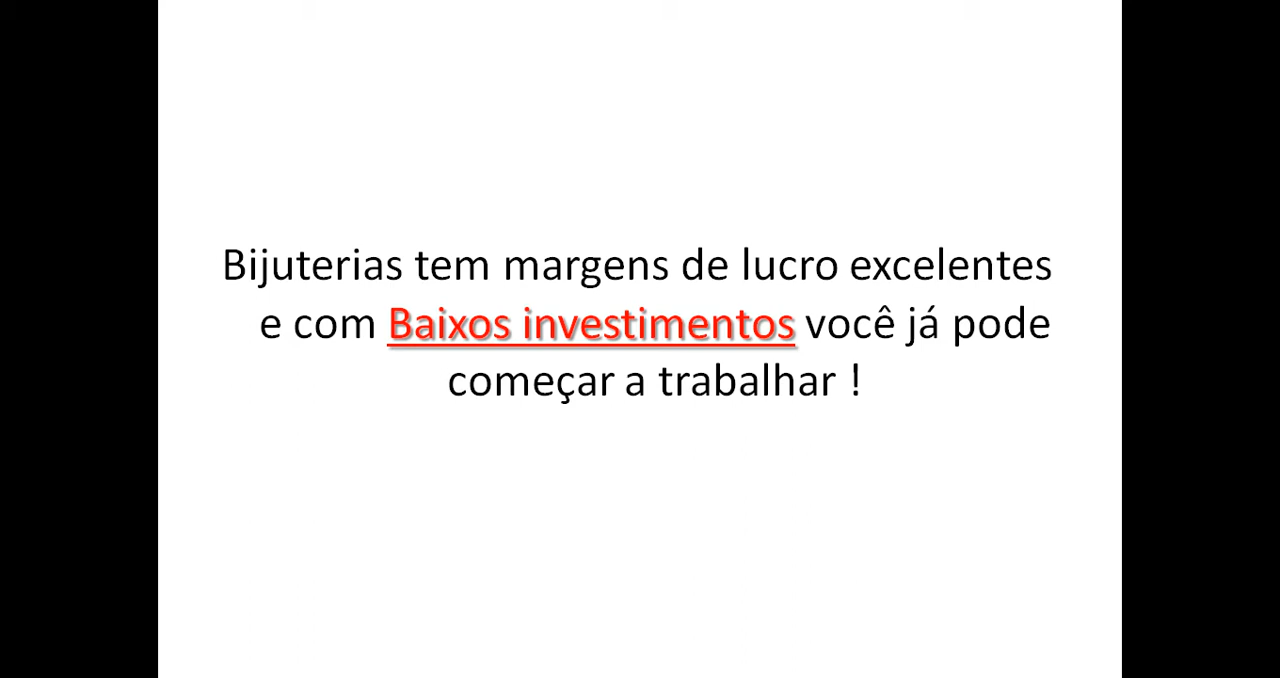 Bijuterias tem margens de lucro excelentes
e com Baixos investimentos você já pode
começar a trabalhar !